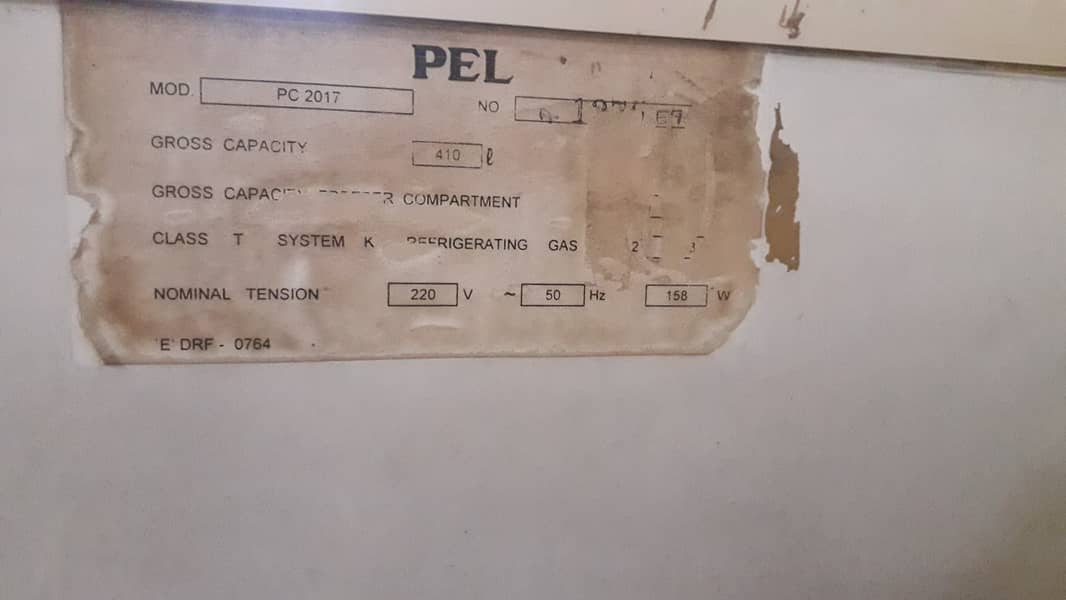 PEL
MOD. PC 2017 NO
GROSS CAPACITY 410 ℓ
GROSS COMPARTMENT
CLASS T SYSTEM K REFRIGERATING GAS
NOMINAL TENSION 220 V ~ 50 Hz 158 W
'E' DRF - 0764